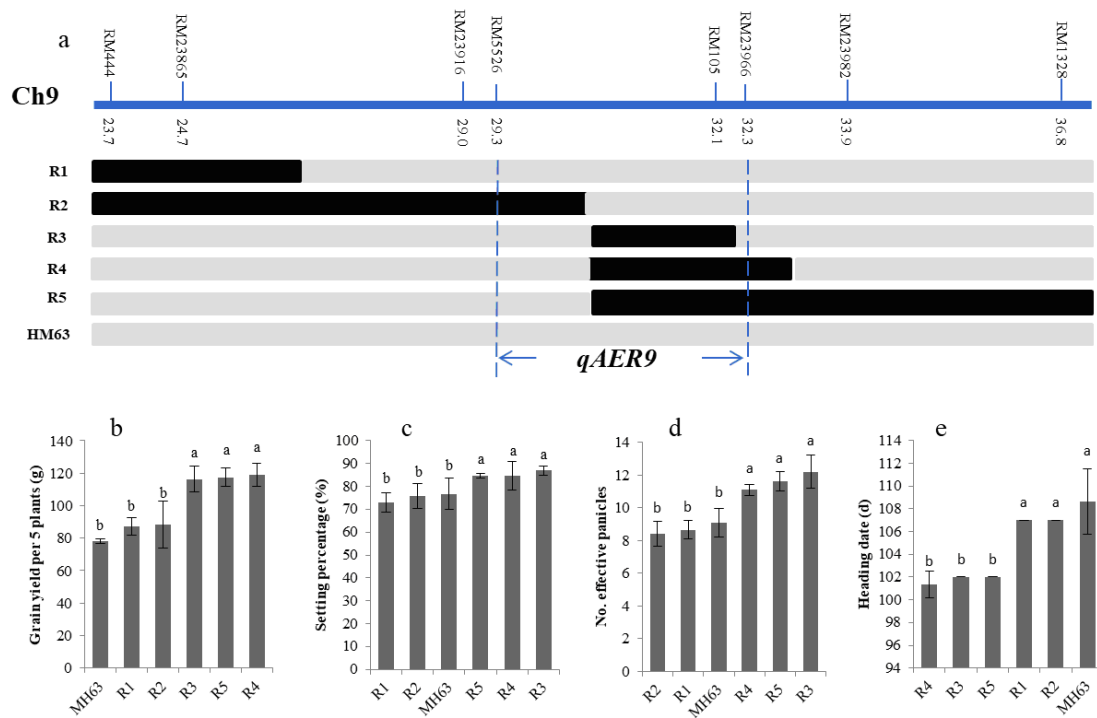 a
RM444
RM23865
RM23916
RM5526
RM105
RM23966
RM23982
RM1328
Ch9
23.7
24.7
29.0
29.3
32.1
32.3
33.9
36.8
R1
R2
R3
R4
R5
HM63
qAER9
b
Grain yield per 5 plants (g)
140
120
100
80
60
40
20
0
b b b a a a
MH63 R1 R2 R3 R5 R4
c
Setting percentage (%)
100
90
80
70
60
50
40
30
20
10
0
b b b a a a
R1 R2 MH63 R5 R4 R3
d
No. effective panicles
14
12
10
8
6
4
2
0
b b b a a a
R2 R1 MH63 R4 R5 R3
e
Heading date (d)
114
112
110
108
106
104
102
100
98
96
94
b b b a a a
R4 R3 R5 R1 R2 MH63